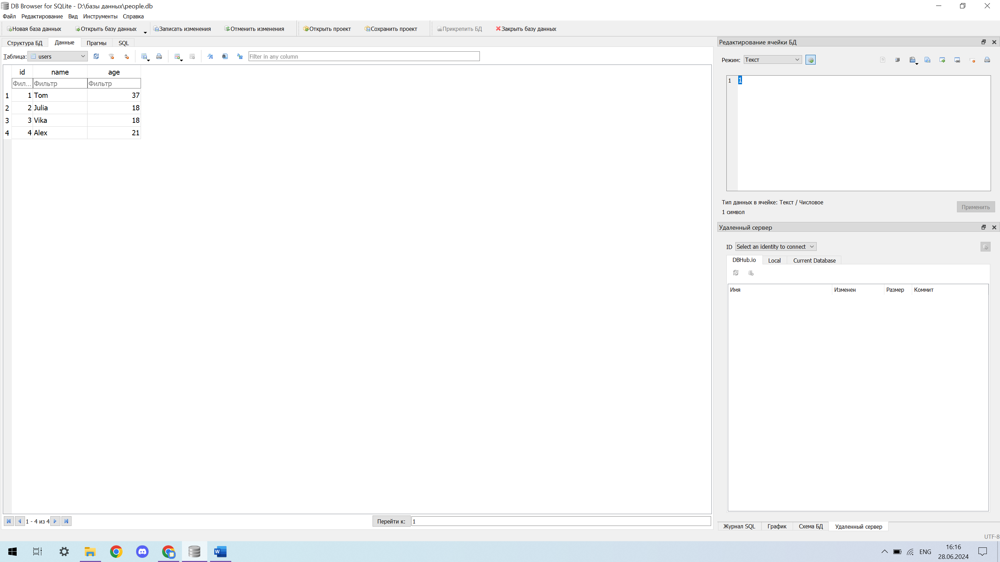 DB Browser for SQLite - D:\базы данных\people.db
Файл Редактирование Вид Инструменты Справка
Новая база данных Открыть базу данных Записать изменения Отменить изменения Открыть проект Сохранить проект Прикрепить БД Закрыть базу данных
Структура БД Данные Прагмы SQL
Таблица: users Filter in any column
id name age
Фил... Фильтр Фильтр
1 1 Tom 37
2 2 Julia 18
3 3 Vika 18
4 4 Alex 21
1 - 4 из 4 Перейти к: 1
Редактирование ячейки БД
Режим: Текст
1 1
Тип данных в ячейке: Текст / Числовое
1 символ
Применить
Удаленный сервер
ID Select an identity to connect
DBHub.io Local Current Database
Имя Изменен Размер Коммит
Журнал SQL График Схема БД Удаленный сервер
UTF-8
W ENG 16:16
28.06.2024